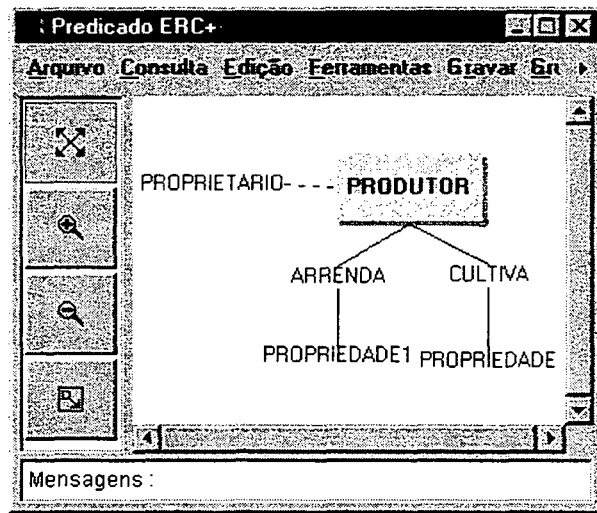 Predicado ERC+
Arquivo Consulta Edição Ferramentas Gravar
PROPRIETARIO- - - - PRODUTOR
ARRENDA CULTIVA
PROPRIEDADE1 PROPRIEDADE
Mensagens: